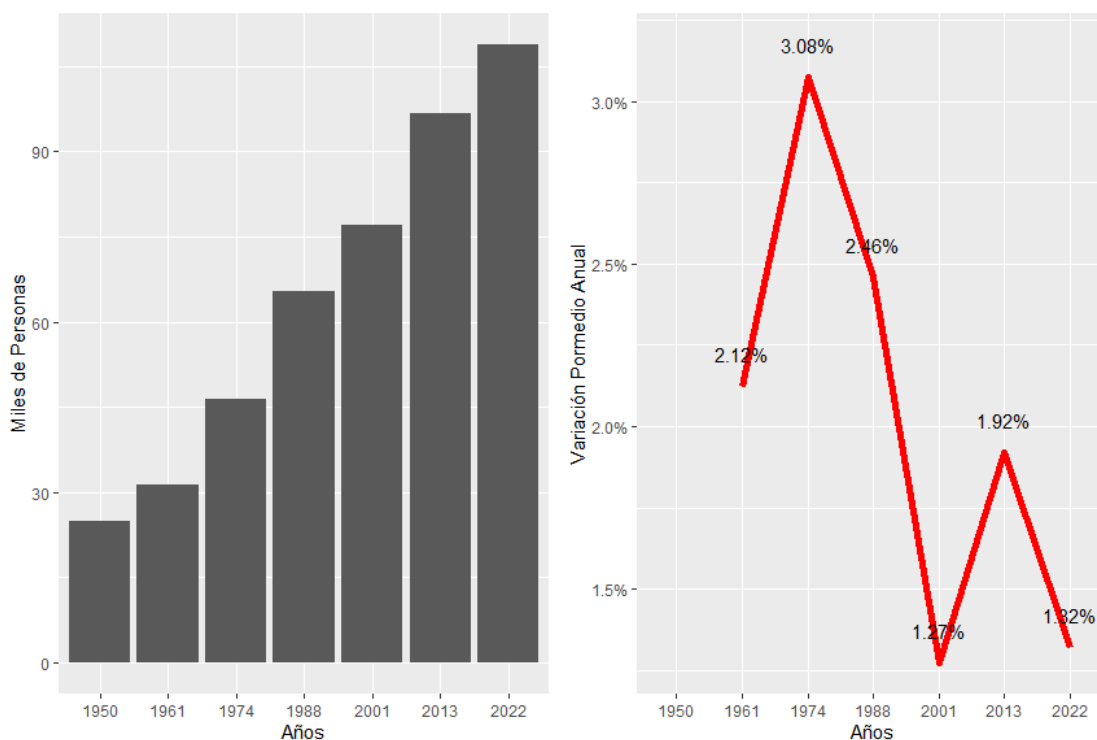 Miles de Personas
90
60
30
0
1950 1961 1974 1988 2001 2013 2022
Años
Variación Pormedio Anual
3.0%
2.5%
2.0%
1.5%
2.12%
3.08%
2.46%
1.27%
1.92%
1.32%
1950 1961 1974 1988 2001 2013 2022
Años